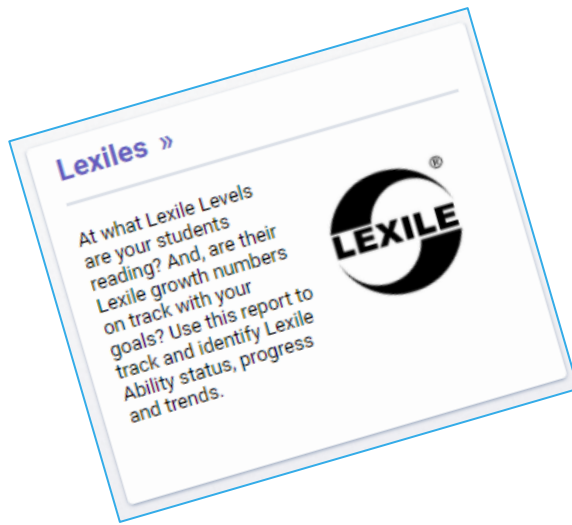 Lexiles »
At what Lexile Levels
are your students
reading? And, are their
Lexile growth numbers
on track with your
goals? Use this report to
track and identify Lexile
Ability status, progress
and trends.
LEXILE®